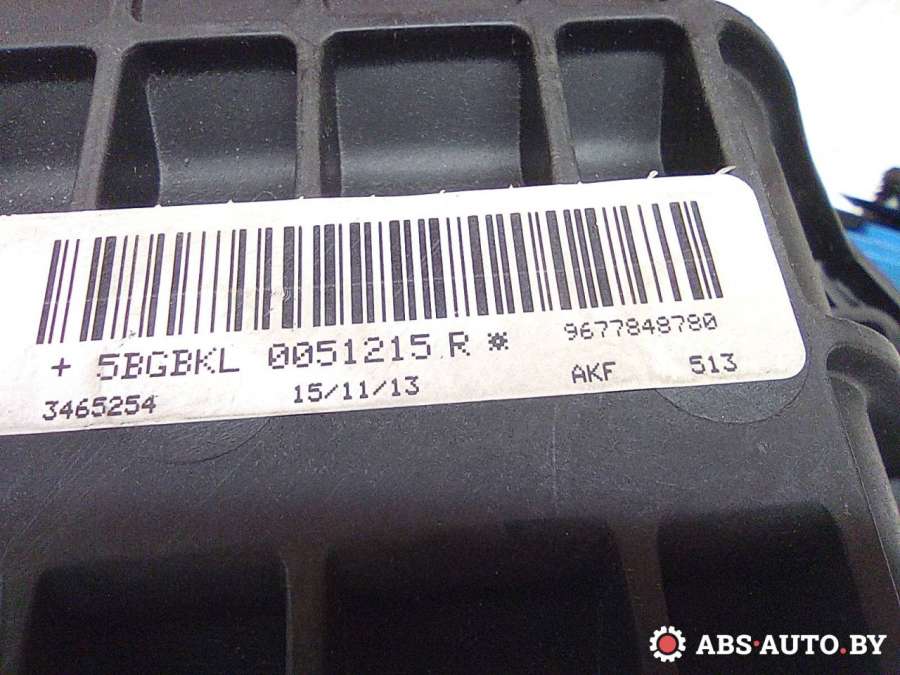 + 5BGBKL 0051215 R * 9677848780
3465254 15/11/13 AKF 513
ABS-AUTO.BY